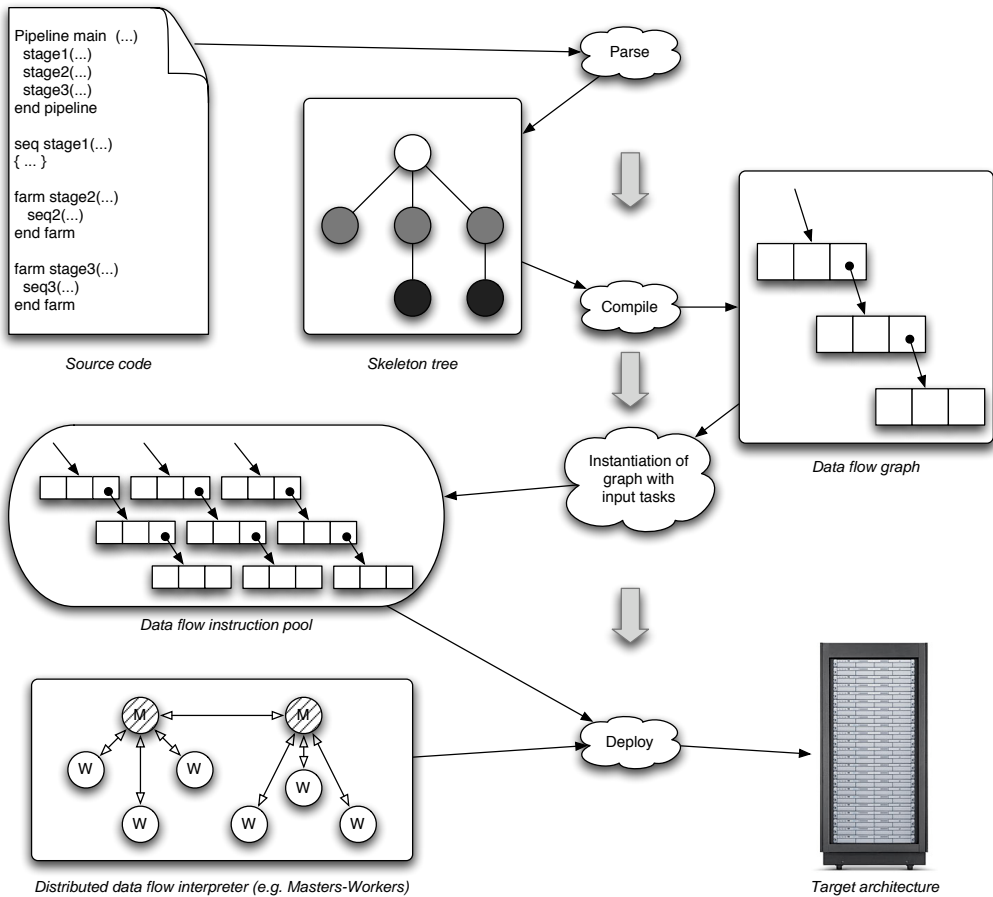 Pipeline main (...)
stage1(...)
stage2(...)
stage3(...)
end pipeline
seq stage1(...)
{ ... }
farm stage2(...)
seq2(...)
end farm
farm stage3(...)
seq3(...)
end farm
Source code
Parse
Skeleton tree
Compile
Data flow graph
Instantiation of
graph with
input tasks
Data flow instruction pool
M
M
W
W
W
W
W
W
Distributed data flow interpreter (e.g. Masters-Workers)
Deploy
Target architecture